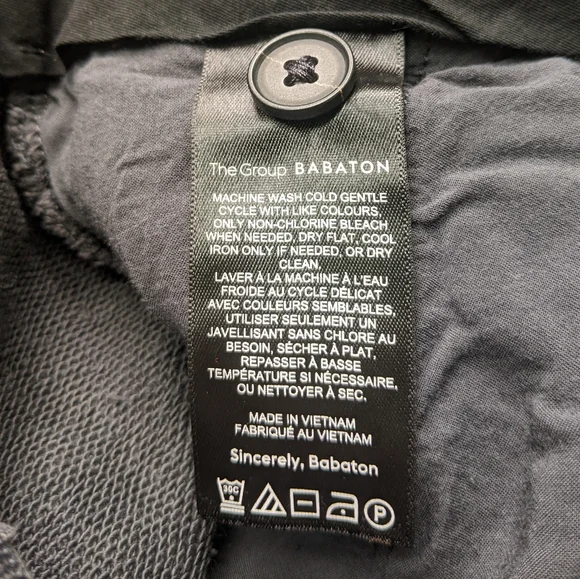 The Group BABATON
MACHINE WASH COLD GENTLE
CYCLE WITH LIKE COLOURS,
ONLY NON-CHLORINE BLEACH
WHEN NEEDED, DRY FLAT, COOL
IRON ONLY IF NEEDED, OR DRY
CLEAN.
LAVER À LA MACHINE À L'EAU
FROIDE AU CYCLE DÉLICAT
AVEC COULEURS SEMBLABLES,
UTILISER SEULEMENT UN
JAVELLISANT SANS CHLORE AU
BESOIN, SÉCHER À PLAT,
REPASSER À BASSE
TEMPÉRATURE SI NÉCESSAIRE,
OU NETTOYER À SEC.
MADE IN VIETNAM
FABRIQUÉ AU VIETNAM
Sincerely, Babaton
30C P